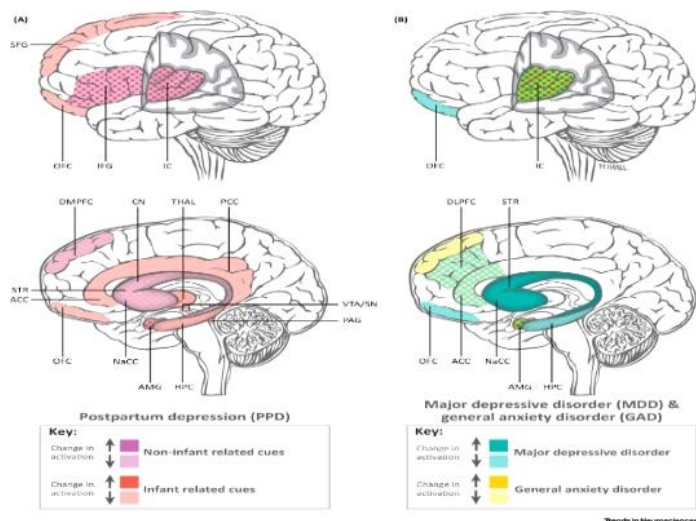 (A)
SFG
OFC IFG IC
DMPFC CN THAL PCC
STR
ACC
VTA/SN
PAG
OFC
NaCC
AMG HPC
Postpartum depression (PPD)
Key:
Change in activation
Non-infant related cues
Change in activation
Infant related cues
(B)
OFC IC
DLPFC STR
OFC ACC NaCC
AMG HPC
Major depressive disorder (MDD) &
general anxiety disorder (GAD)
Key:
Change in activation
Major depressive disorder
Change in activation
General anxiety disorder
Trends in Neurosciences